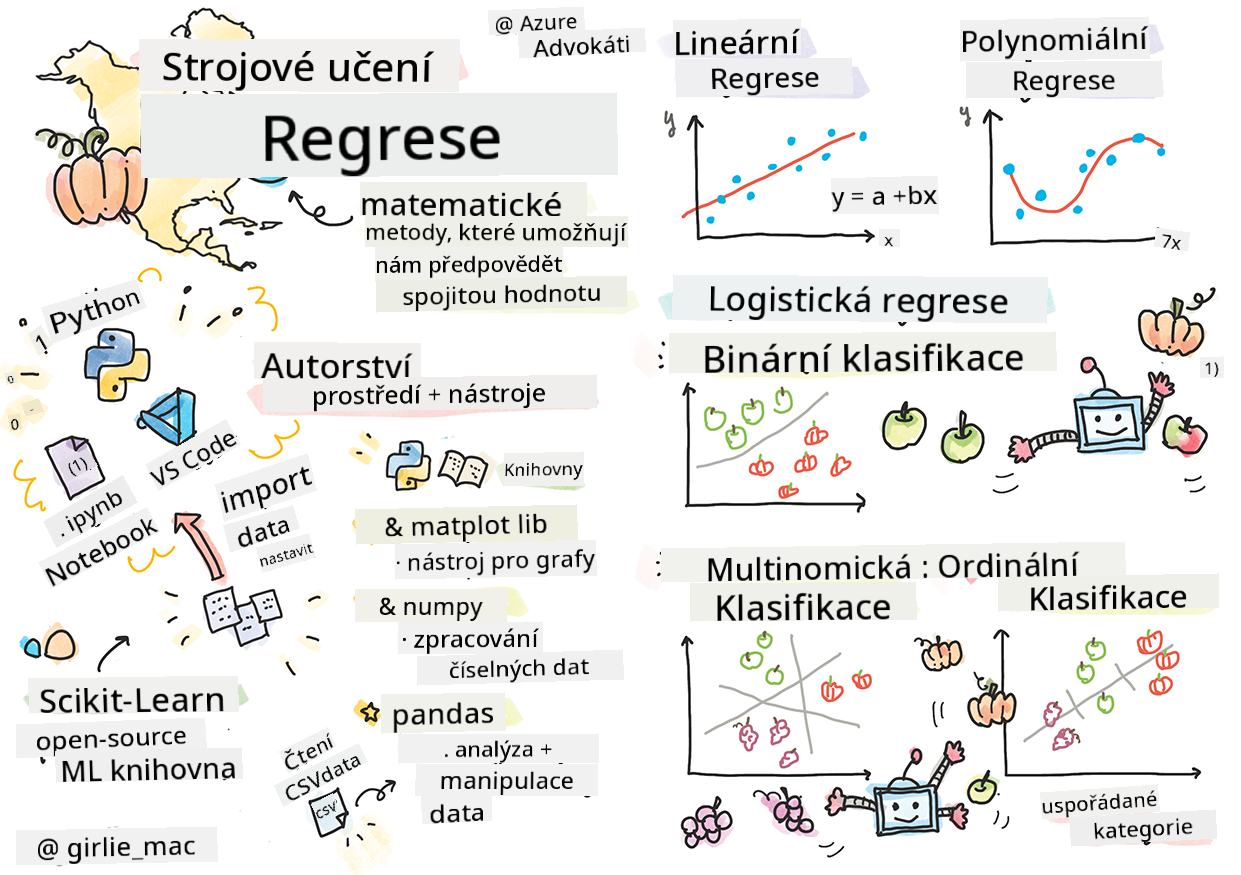 @ Azure
Advokáti
Strojové učení
Regrese
matematické
metody, které umožňují
nám předpovědět
spojitou hodnotu
1 Python
VS Code
(1)
.ipynb
Notebook
import
data
nastavit
Scikit-Learn
open-source
ML knihovna
@ girlie_mac
Autorství
prostředí + nástroje
Knihovny
& matplot lib
· nástroj pro grafy
& numpy
· zpracování
číselných dat
pandas
. analýza +
manipulace
data
Čtení
CSVdata
CSV
Lineární
Regrese
y
y = a +bx
x
Polynomiální
Regrese
y
7x
Logistická regrese
Binární klasifikace
1)
Multinomická : Ordinální
Klasifikace
Klasifikace
uspořádané
kategorie